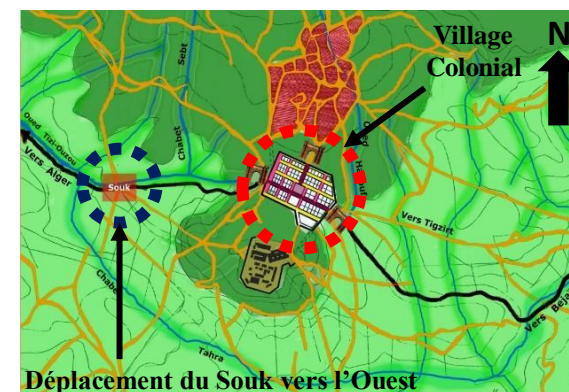 Village
Colonial
N
Sebt
Chabet
Oued Tizi-Ouzou
Vers Alger
Souk
Vers Tigzirt
Vers Beja
Chabet
Tahra
Déplacement du Souk vers l'Ouest